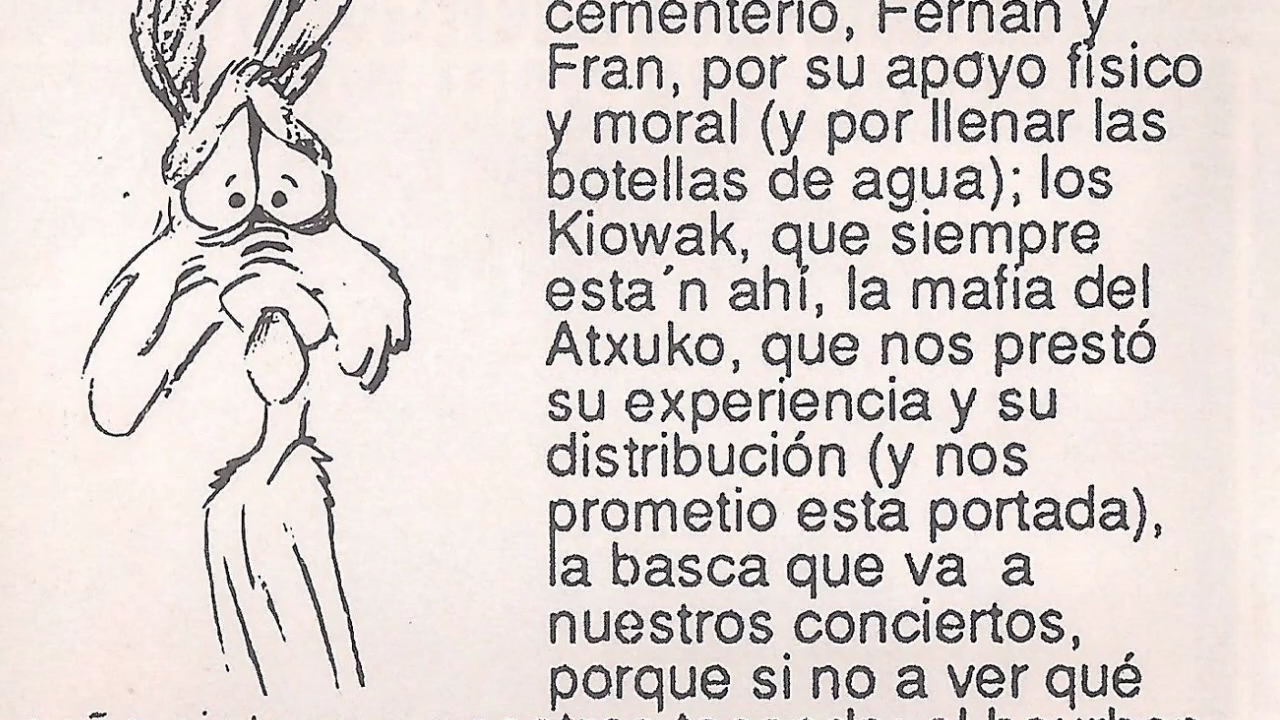 cementerio, Fernan y
Fran, por su apoyo físico
y moral (y por llenar las
botellas de agua); los
Kiowak, que siempre
esta´n ahí, la mafia del
Atxuko, que nos prestó
su experiencia y su
distribución (y nos
prometio esta portada),
la basca que va a
nuestros conciertos,
porque si no a ver qué